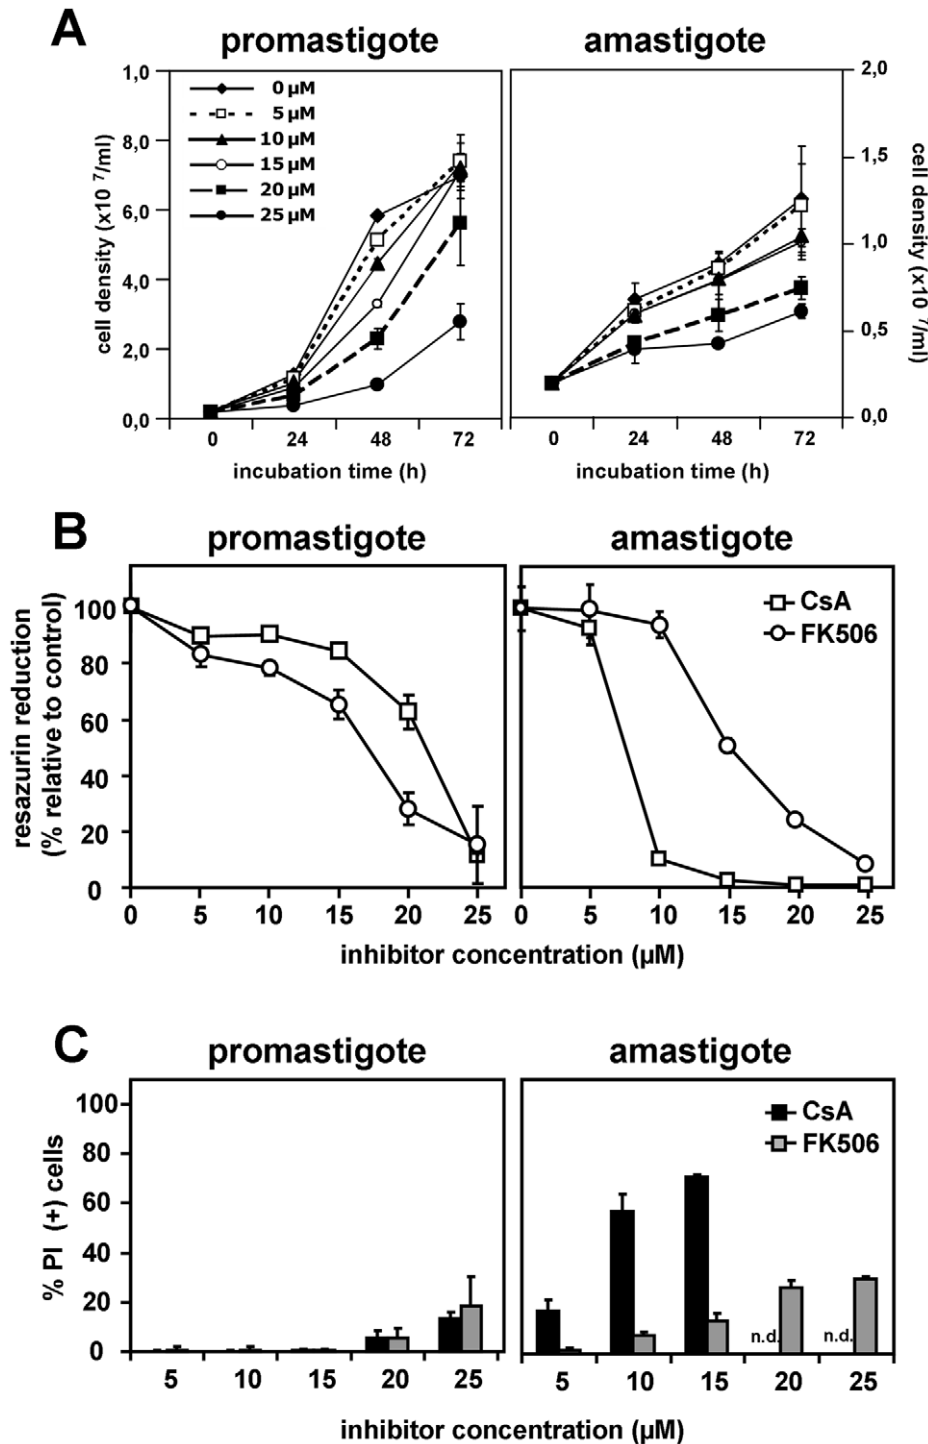 A
promastigote
amastigote
1,0
8,0
6,0
4,0
2,0
0,0
cell density (x10 7/ml)
0 µM
5 µM
10 µM
15 µM
20 µM
25 µM
0 24 48 72
incubation time (h)
2,0
1,5
1,0
0,5
0,0
cell density (x10 7/ml)
0 24 48 72
incubation time (h)
B
promastigote
amastigote
resazurin reduction
(% relative to control)
100
80
60
40
20
0
0 5 10 15 20 25
CsA
FK506
0 5 10 15 20 25
inhibitor concentration (µM)
C
promastigote
amastigote
% PI (+) cells
100
80
60
40
20
0
5 10 15 20 25
CsA
FK506
n.d.
n.d.
5 10 15 20 25
inhibitor concentration (µM)